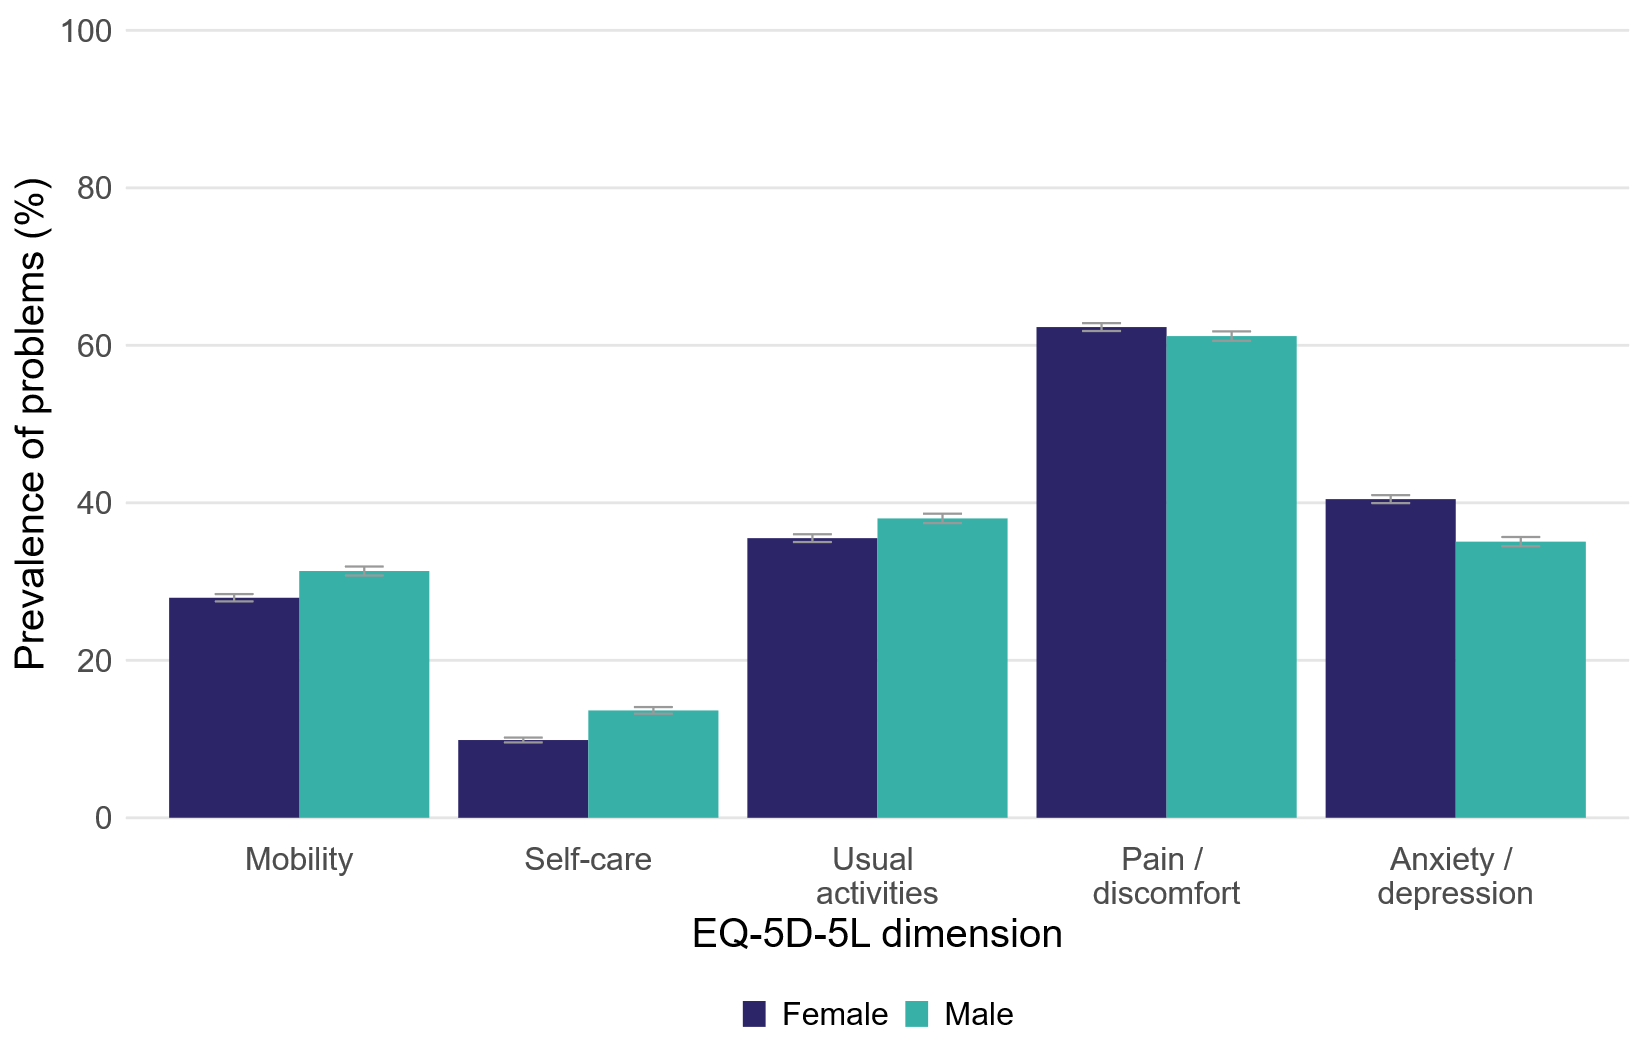 100
80
60
40
20
0
Prevalence of problems (%)
Mobility
Self-care
Usual
activities
Pain /
discomfort
Anxiety /
depression
EQ-5D-5L dimension
Female
Male